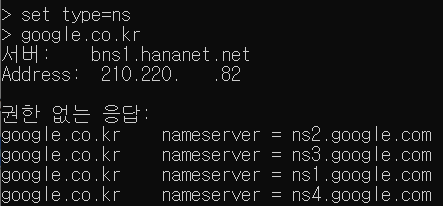 > set type=ns
> google.co.kr
서버:    bns1.hananet.net
Address:  210.220.   .82

권한 없는 응답:
google.co.kr    nameserver = ns2.google.com
google.co.kr    nameserver = ns3.google.com
google.co.kr    nameserver = ns1.google.com
google.co.kr    nameserver = ns4.google.com